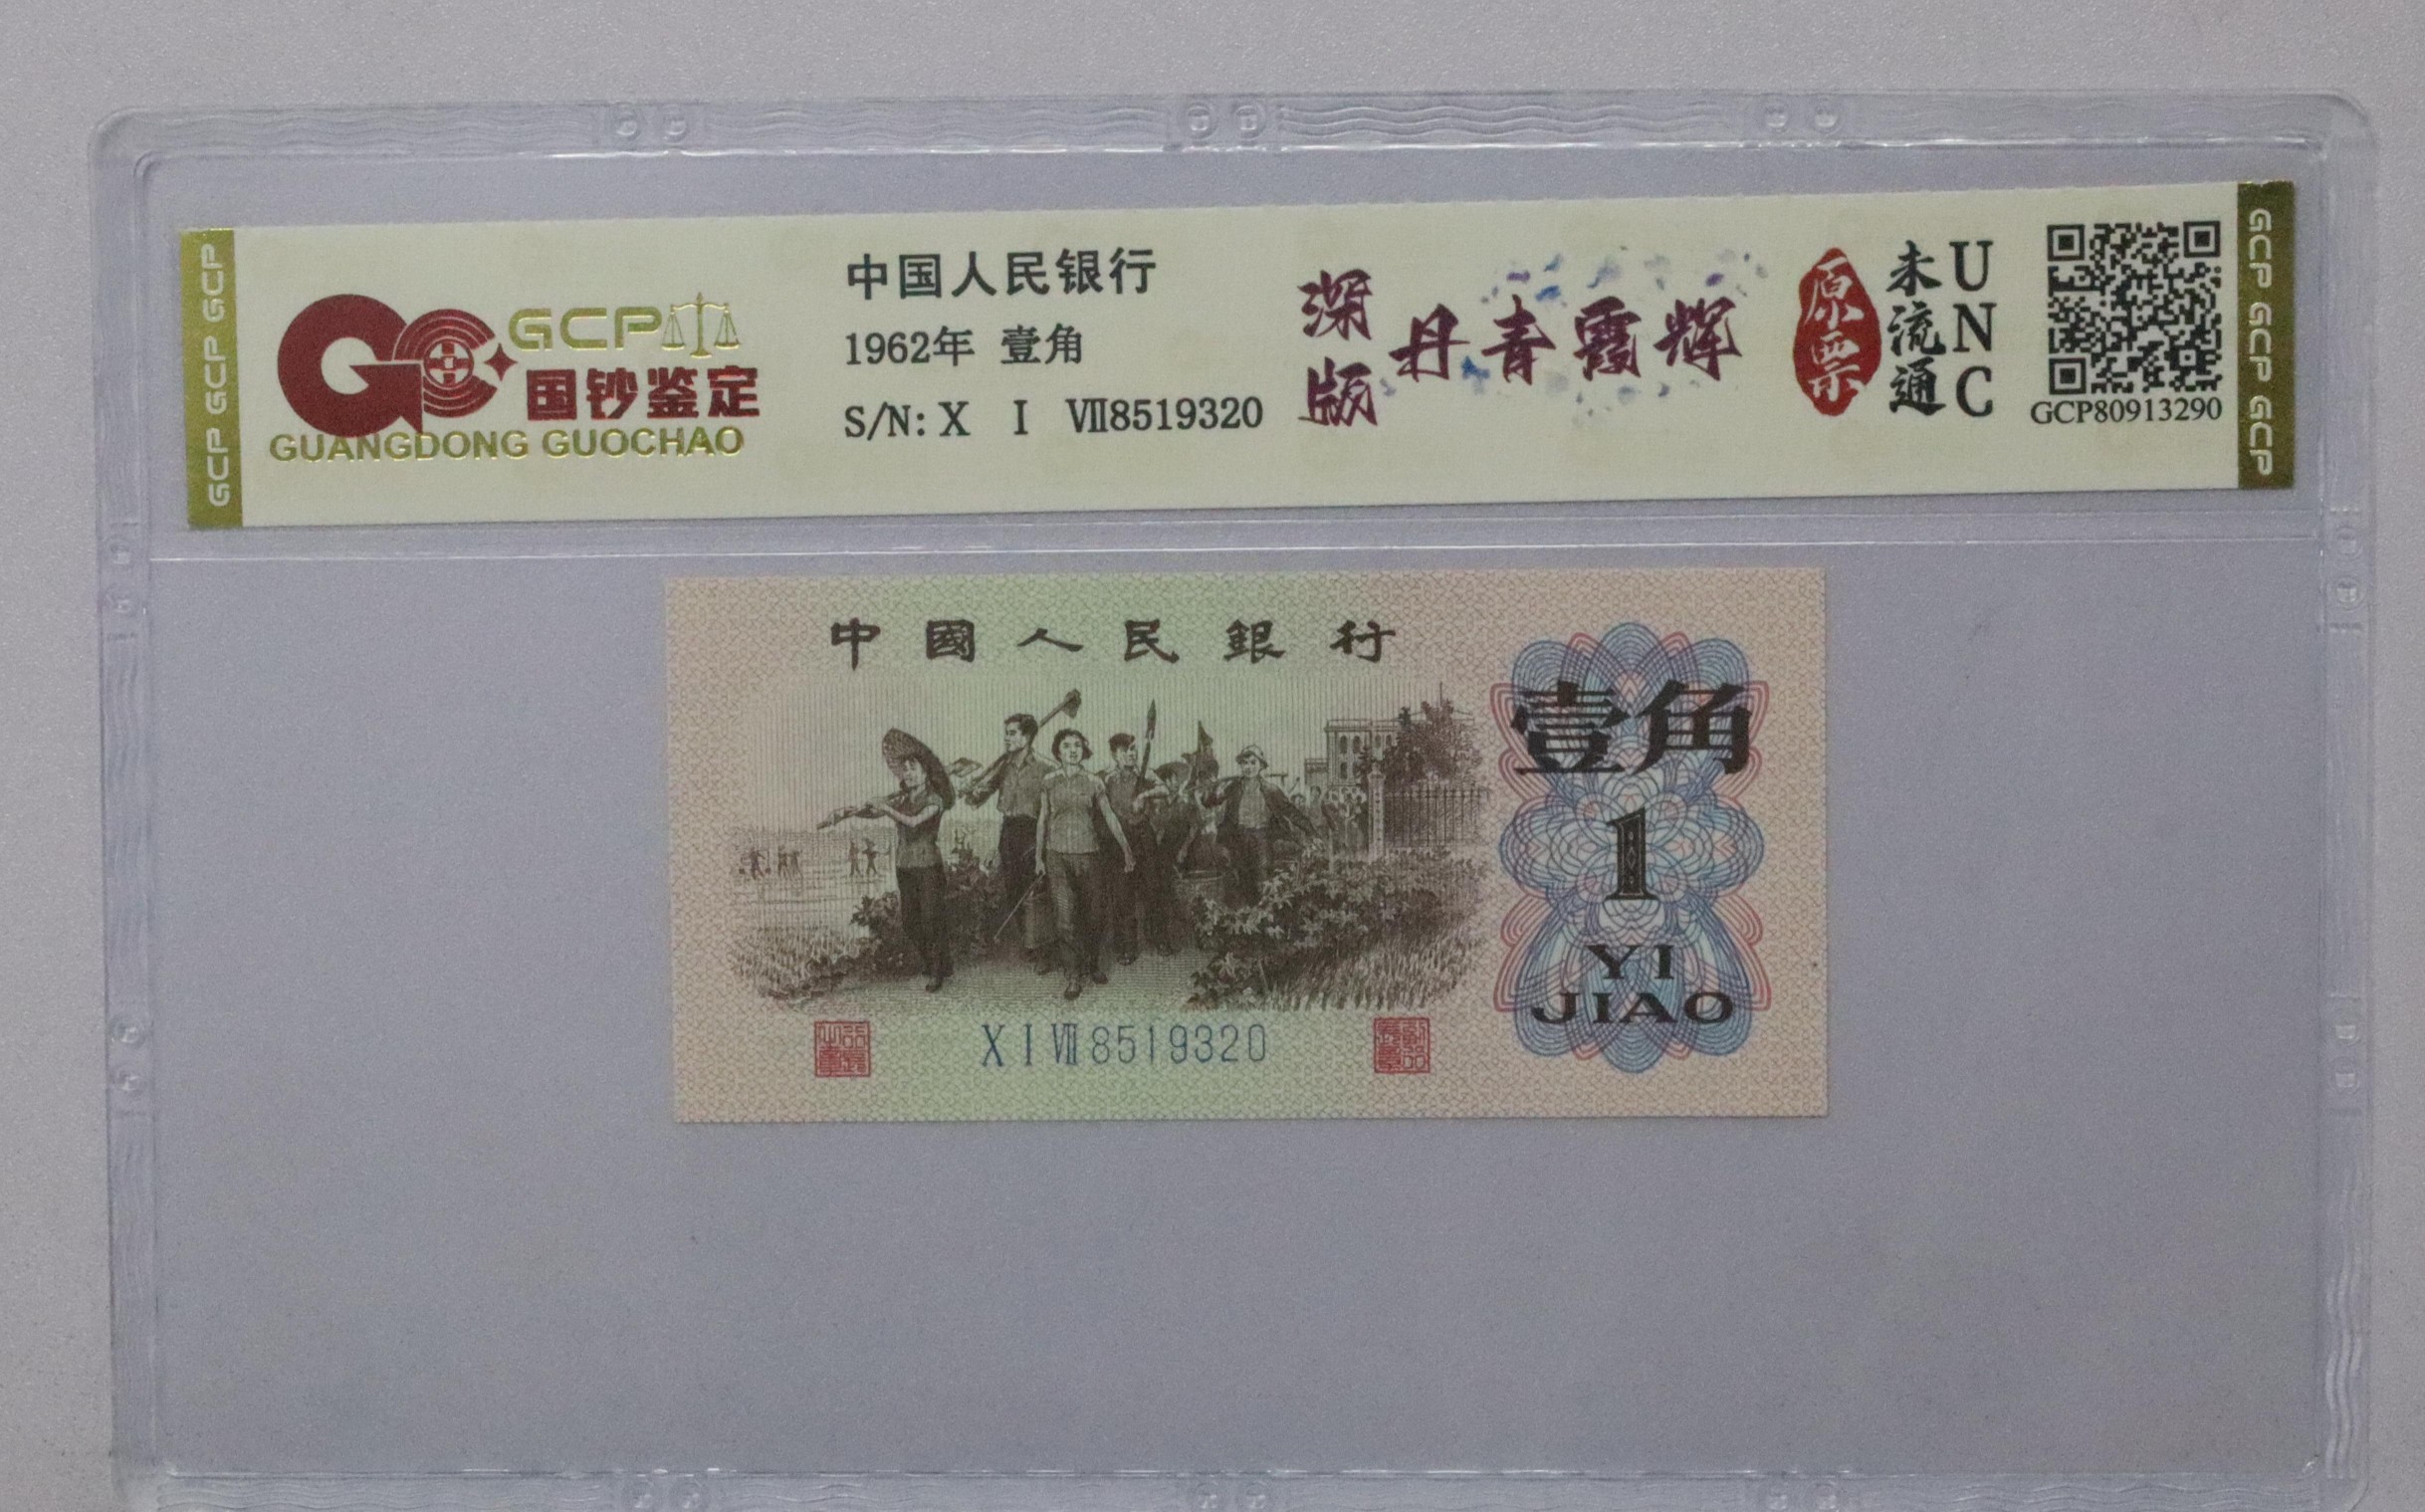 GCP GCP GCP
GCP
国钞鉴定
GUANGDONG GUOCHAO
中国人民银行
1962年 壹角
S/N: X I Ⅶ8519320
深版
丹青霞辉
原票
未流通
UNC
GCP80913290
GCP GCP GCP
中國人民銀行
壹角
1
YI
JIAO
X I Ⅶ 8519320